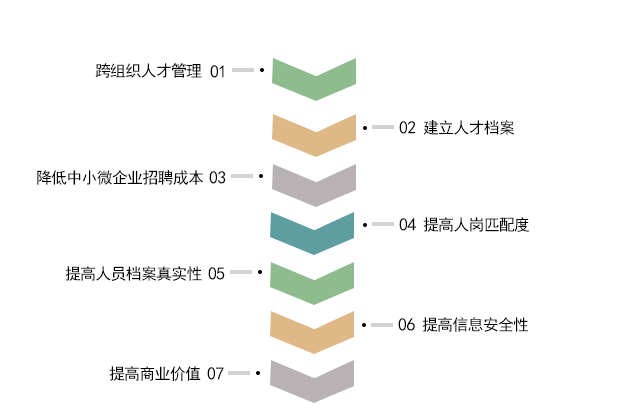 跨组织人才管理 01
02 建立人才档案
降低中小微企业招聘成本 03
04 提高人岗匹配度
提高人员档案真实性 05
06 提高信息安全性
提高商业价值 07